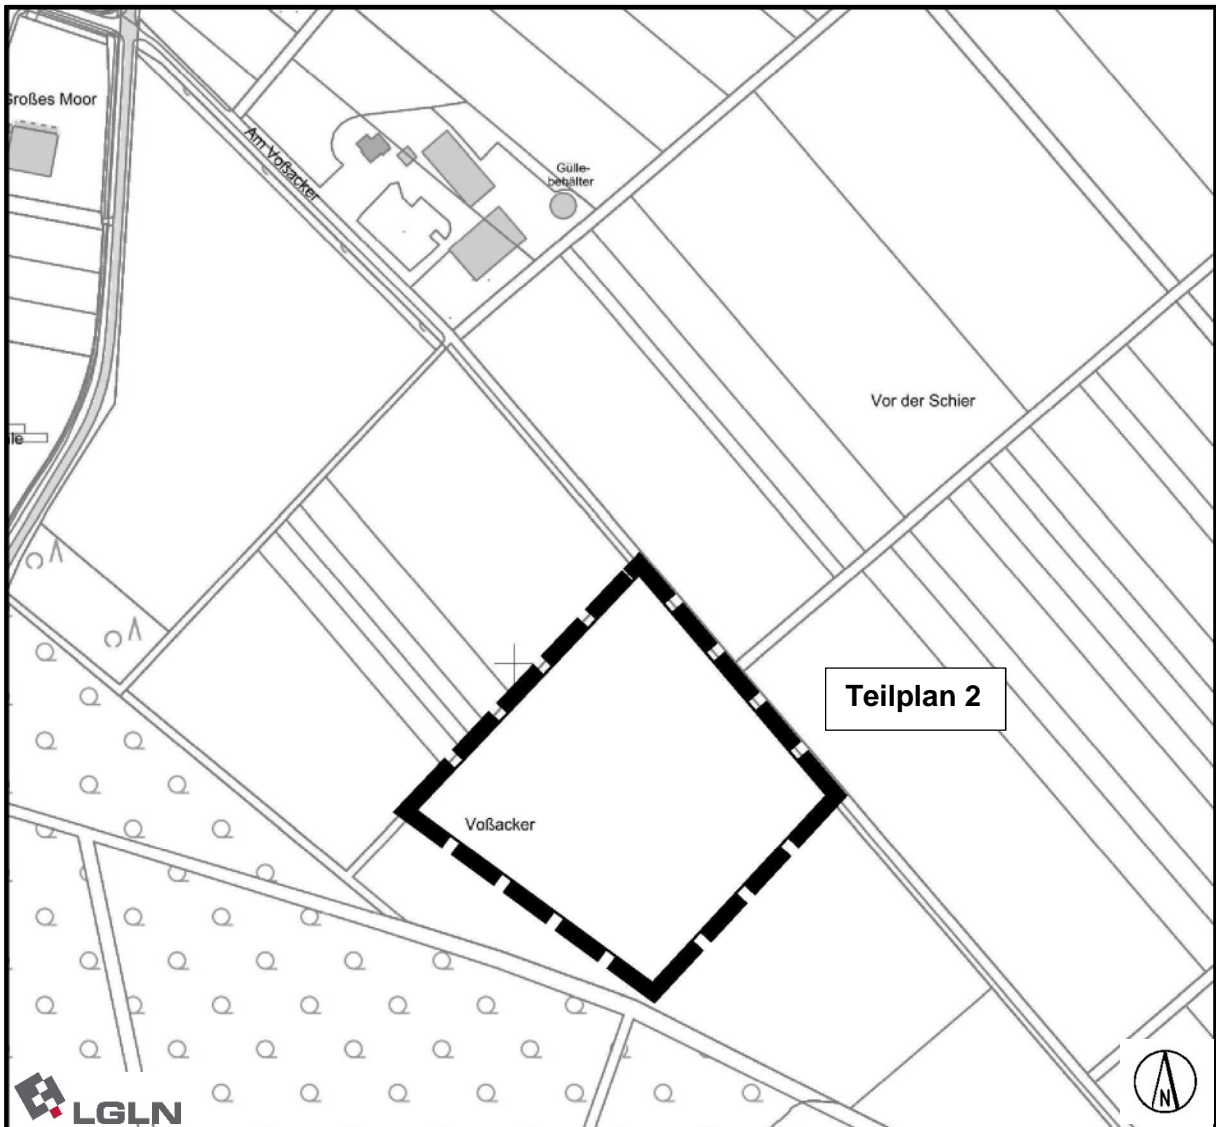 Großes Moor
Am Voßacker
Gülle-
behälter
Vor der Schier
Teilplan 2
Voßacker
LGLN
N